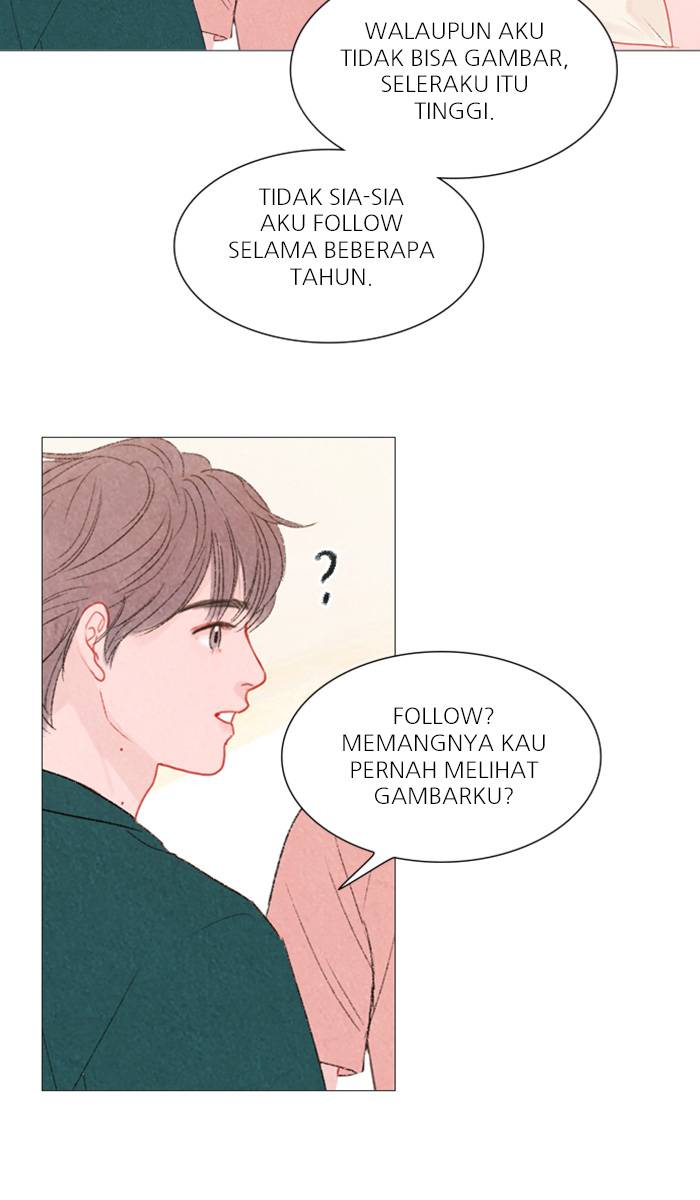 WALAUPUN AKU
TIDAK BISA GAMBAR,
SELERAKU ITU
TINGGI.
TIDAK SIA-SIA
AKU FOLLOW
SELAMA BEBERAPA
TAHUN.
?
FOLLOW?
MEMANGNYA KAU
PERNAH MELIHAT
GAMBARKU?